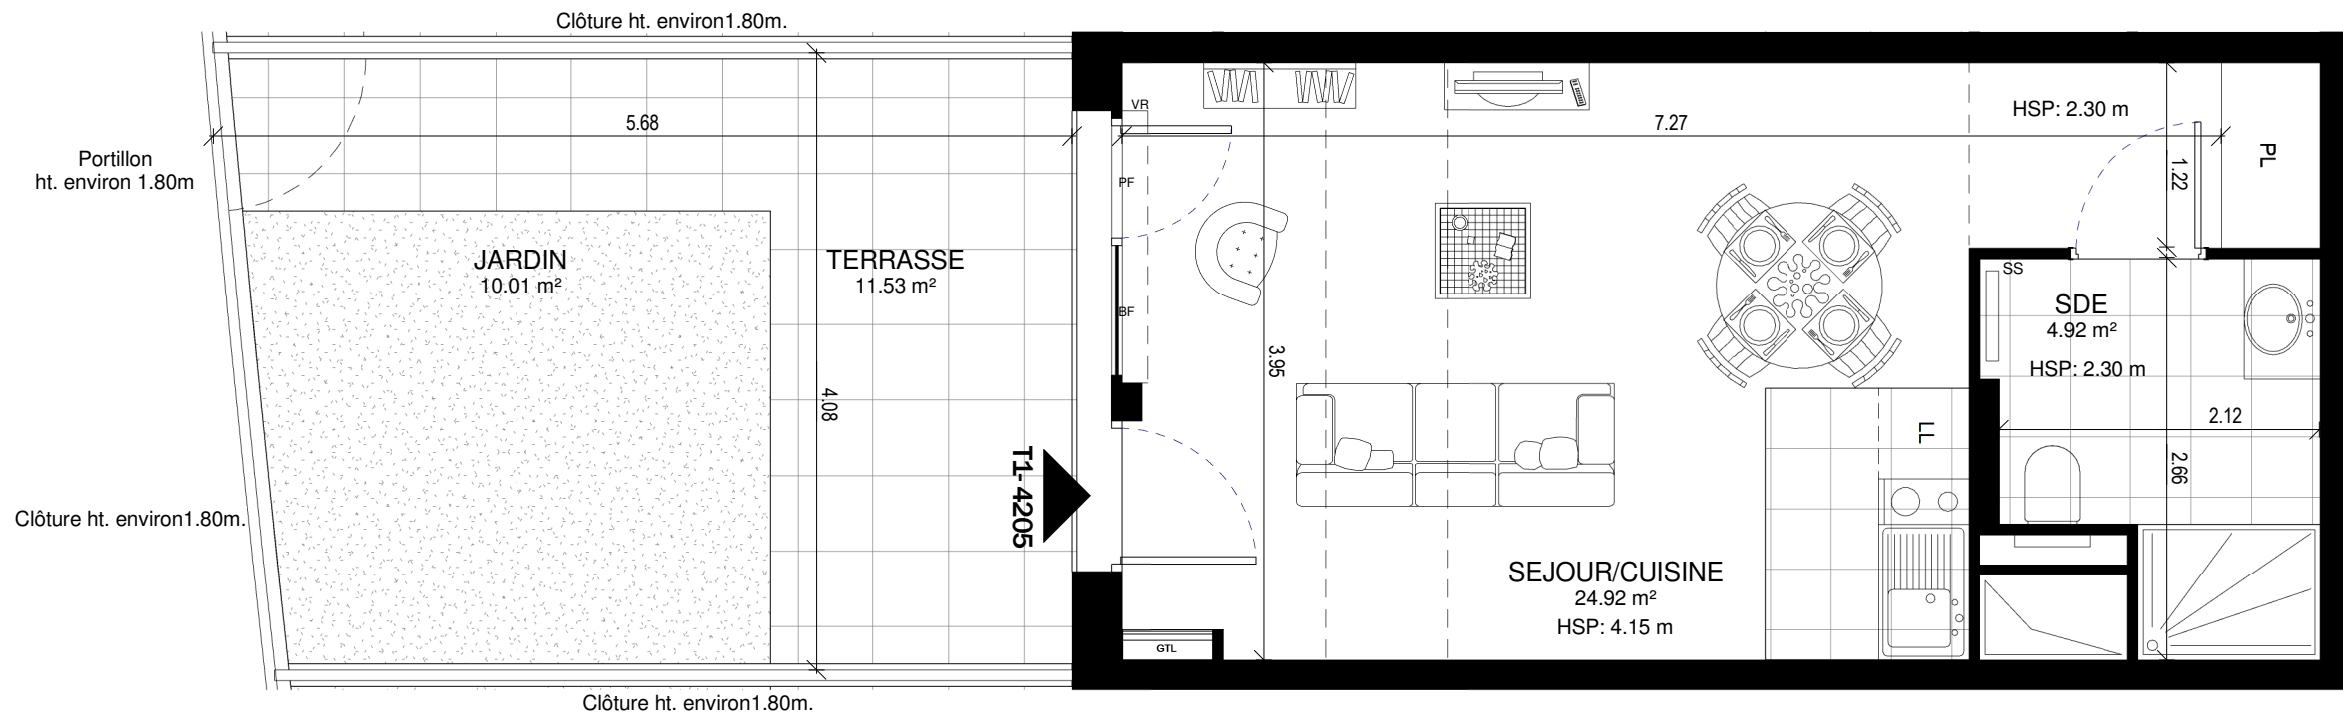 Clôture ht. environ1.80m.
5.68
Portillon
ht. environ 1.80m
JARDIN
10.01 m²
TERRASSE
11.53 m²
4.08
Clôture ht. environ1.80m.
Clôture ht. environ1.80m.
T1- 4205
VR
PF
BF
GTL
3.95
7.27
HSP: 2.30 m
1.22
PL
SS
SDE
4.92 m²
HSP: 2.30 m
2.12
2.66
LL
SEJOUR/CUISINE
24.92 m²
HSP: 4.15 m